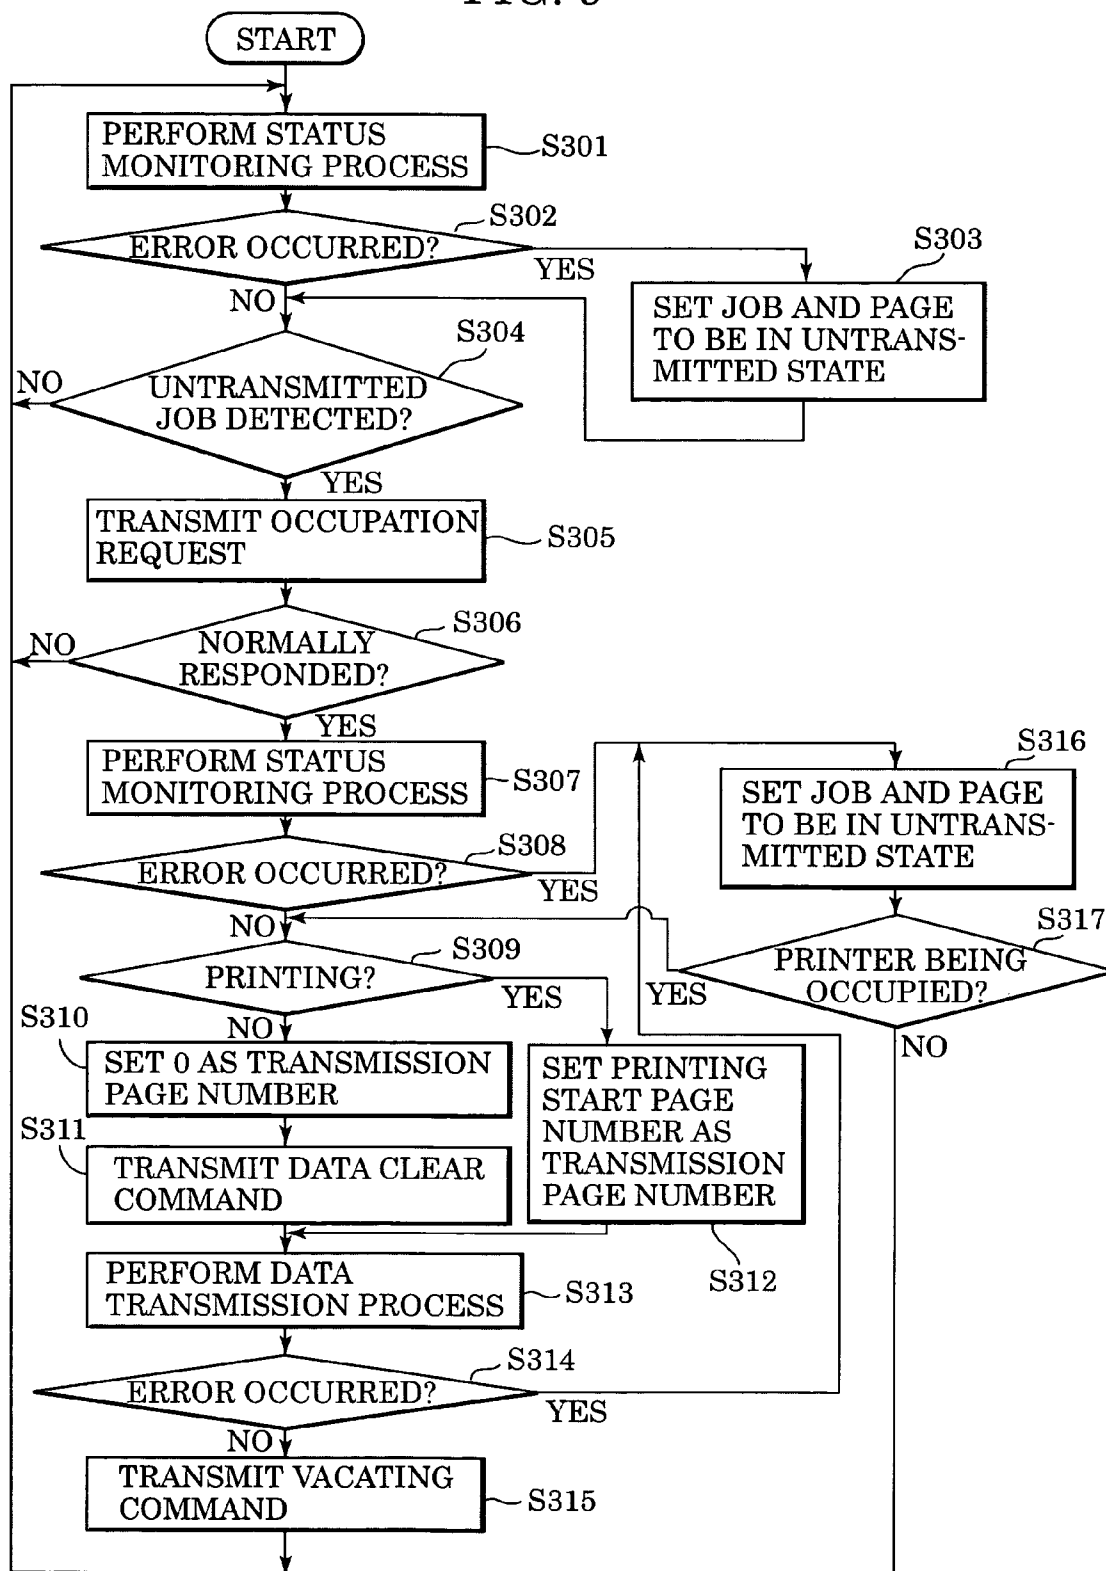 START
PERFORM STATUS
MONITORING PROCESS
S301
ERROR OCCURRED?
S302
YES
NO
S303
SET JOB AND PAGE
TO BE IN UNTRANS-
MITTED STATE
S304
UNTRANSMITTED
JOB DETECTED?
NO
YES
TRANSMIT OCCUPATION
REQUEST
S305
S306
NORMALLY
RESPONDED?
NO
YES
PERFORM STATUS
MONITORING PROCESS
S307
S308
ERROR OCCURRED?
YES
NO
S316
SET JOB AND PAGE
TO BE IN UNTRANS-
MITTED STATE
S317
PRINTER BEING
OCCUPIED?
YES
NO
S309
PRINTING?
YES
NO
S310
SET 0 AS TRANSMISSION
PAGE NUMBER
S311
TRANSMIT DATA CLEAR
COMMAND
SET PRINTING
START PAGE
NUMBER AS
TRANSMISSION
PAGE NUMBER
S312
PERFORM DATA
TRANSMISSION PROCESS
S313
S314
ERROR OCCURRED?
YES
NO
TRANSMIT VACATING
COMMAND
S315